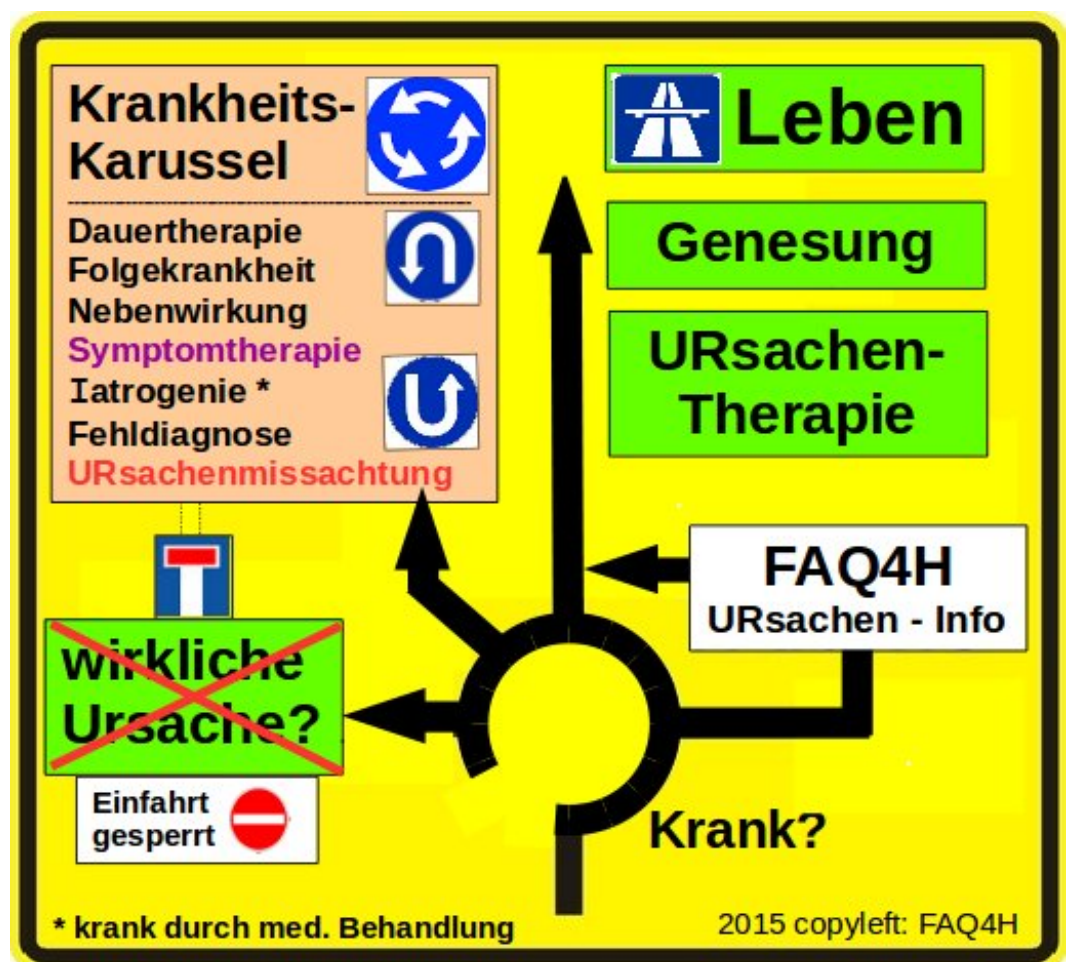 Krankheits-
Karussel
Dauertherapie
Folgekrankheit
Nebenwirkung
Symptomtherapie
Iatrogenie *
Fehldiagnose
URsachenmissachtung
Leben
Genesung
URsachen-
Therapie
FAQ4H
URsachen - Info
wirkliche
Ursache?
Einfahrt
gesperrt
Krank?
* krank durch med. Behandlung
2015 copyleft: FAQ4H